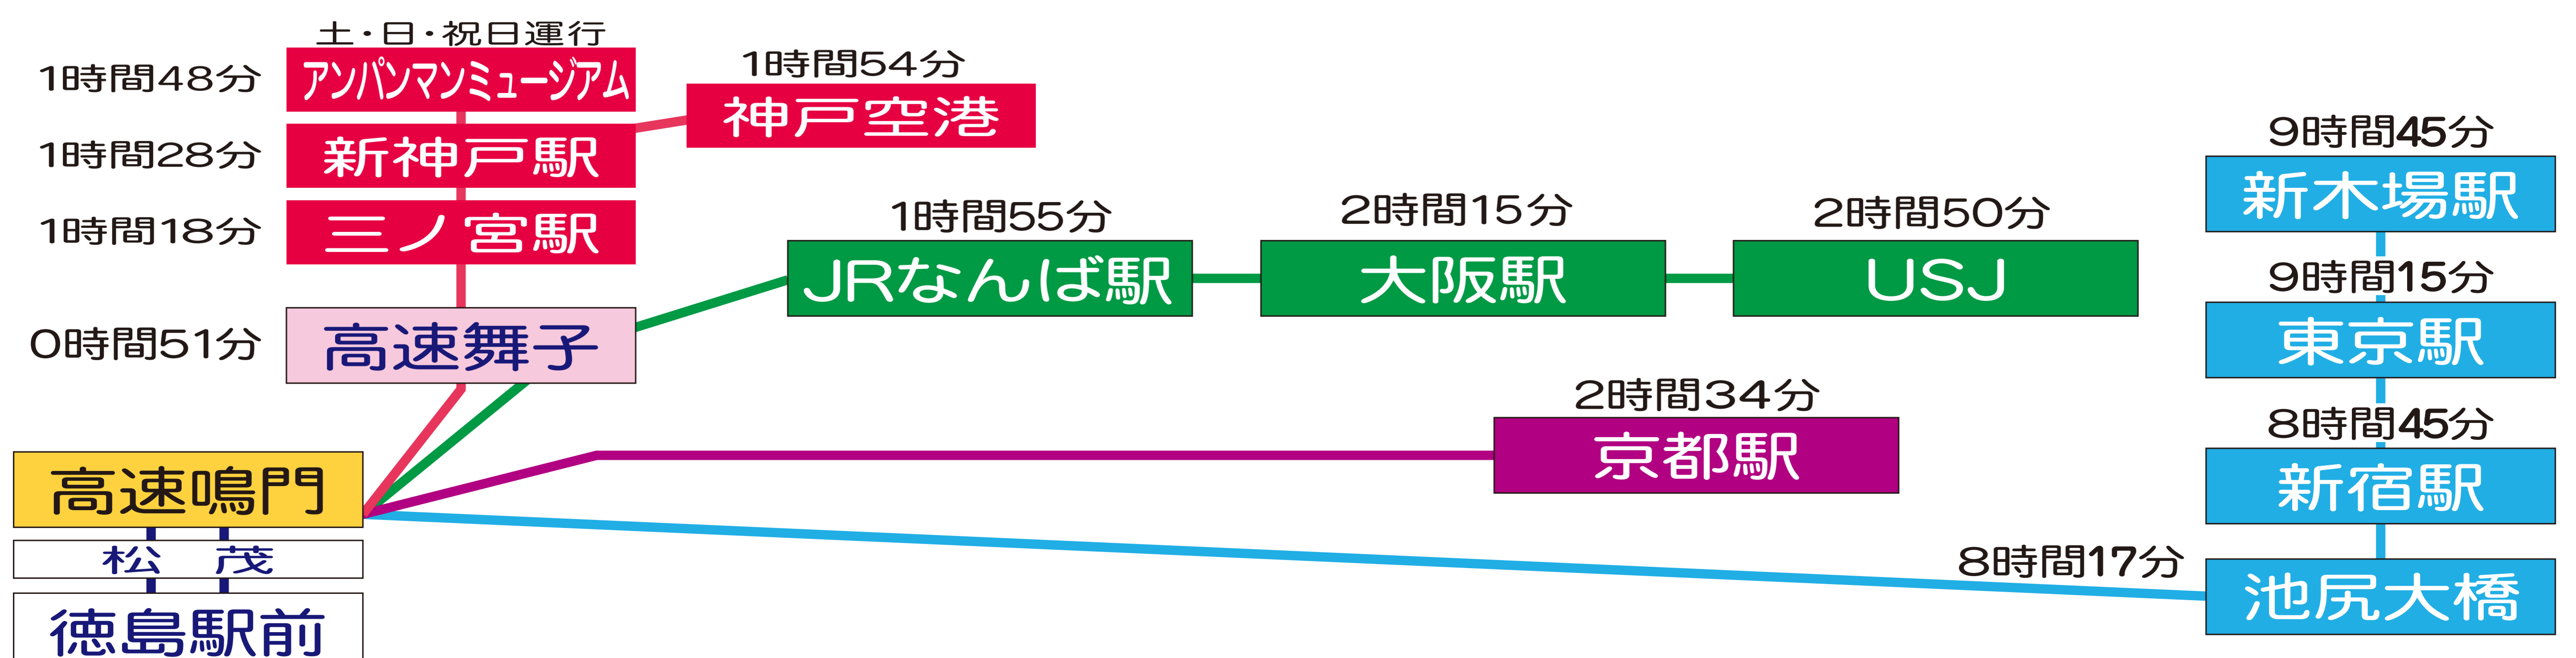 土・日・祝日運行
1時間48分
アンパンマンミュージアム
1時間54分
神戸空港
1時間28分
新神戸駅
1時間18分
三ノ宮駅
0時間51分
高速舞子
1時間55分
JRなんば駅
2時間15分
大阪駅
2時間50分
USJ
2時間34分
京都駅
9時間45分
新木場駅
9時間15分
東京駅
8時間45分
新宿駅
8時間17分
池尻大橋
高速鳴門
松 茂
徳島駅前